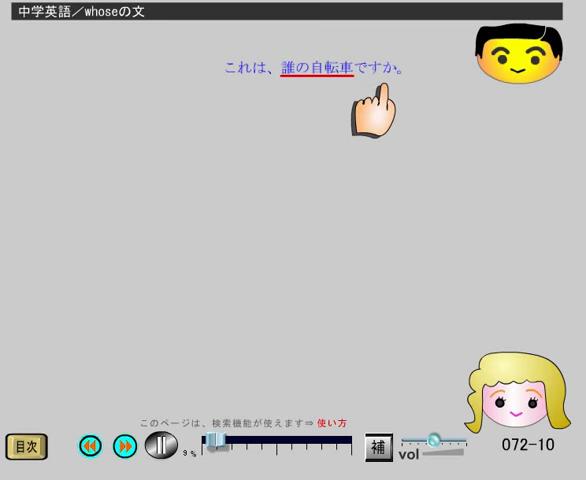 中学英語／whoseの文
これは、誰の自転車ですか。
このページは、検索機能が使えます⇒ 使い方
目次
9%
補
vol
072-10